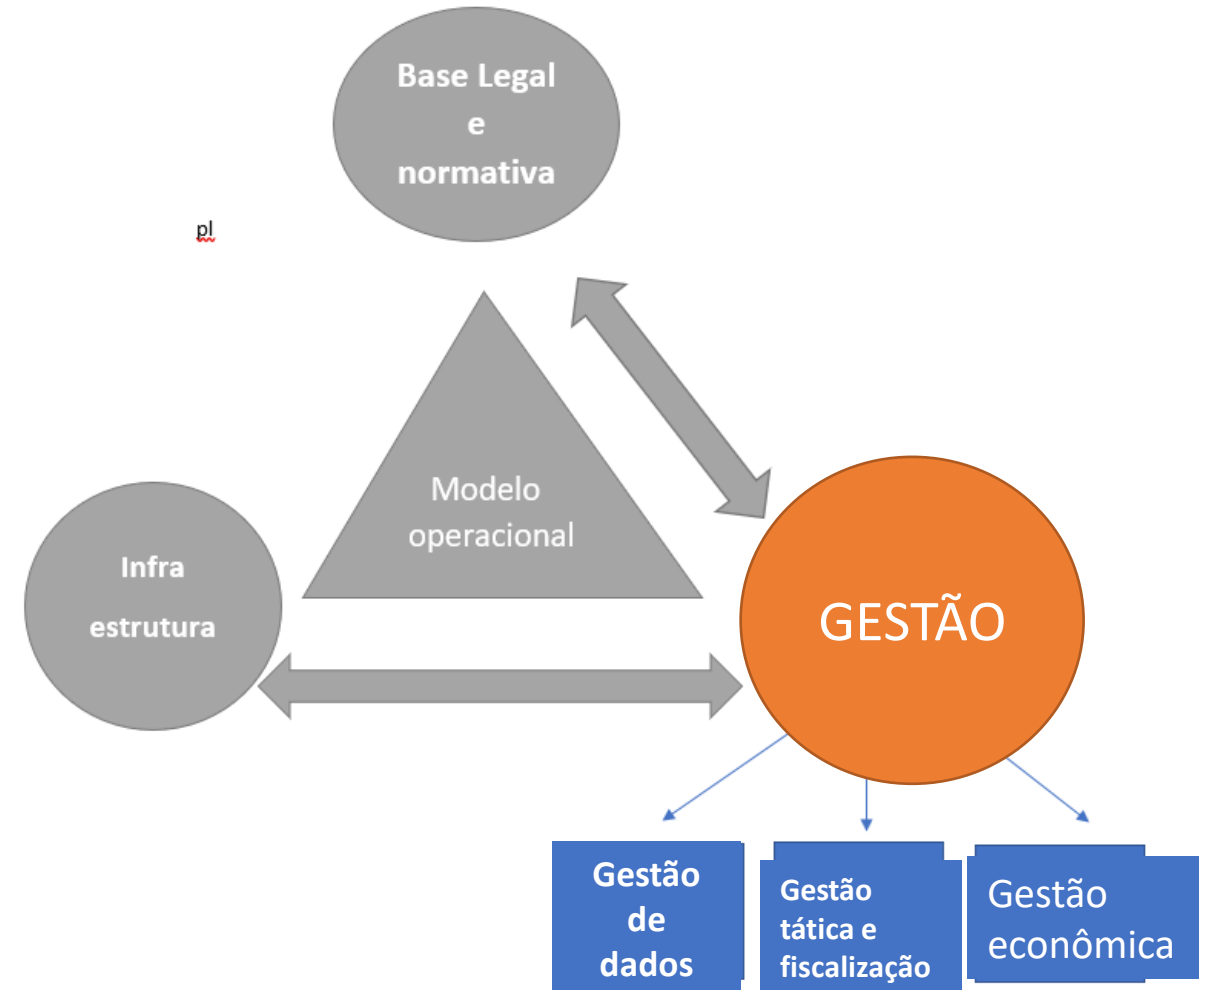 Base Legal
e
normativa
pl
Modelo
operacional
Infra
estrutura
GESTÃO
Gestão
de
dados
Gestão
tática e
fiscalização
Gestão
econômica